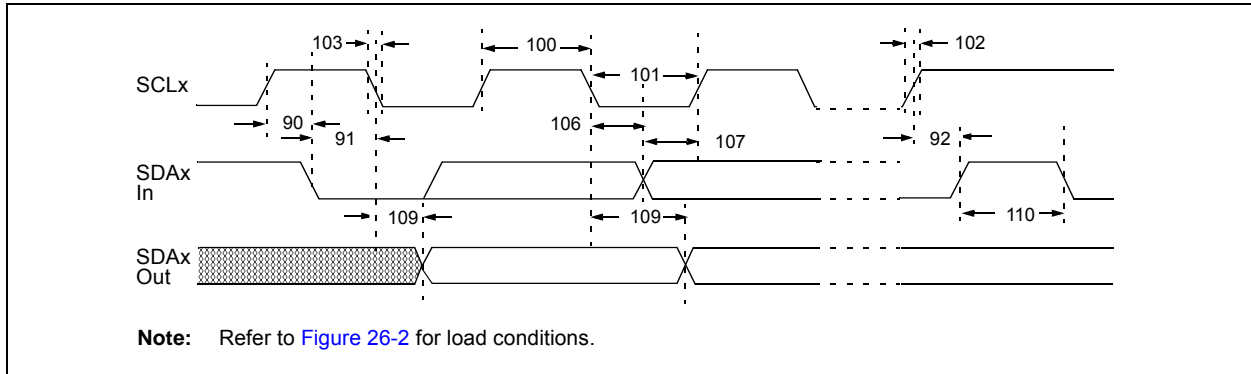 103
100
102
SCLx
101
90
91
106
107
92
SDAx
In
109
109
110
SDAx
Out
Note: Refer to Figure 26-2 for load conditions.